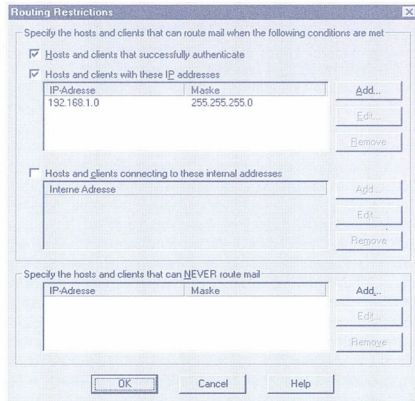 Routing Restrictions
Specify the hosts and clients that can route mail when the following conditions are met
Hosts and clients that successfully authenticate
Hosts and clients with these IP addresses
IP-Adresse Maske
192.168.1.0 255.255.255.0
Add...
Edit...
Remove
Hosts and clients connecting to these internal addresses
Interne Adresse
Add...
Edit...
Remove
Specify the hosts and clients that can NEVER route mail
IP-Adresse Maske
Add...
Edit...
Remove
OK Cancel Help